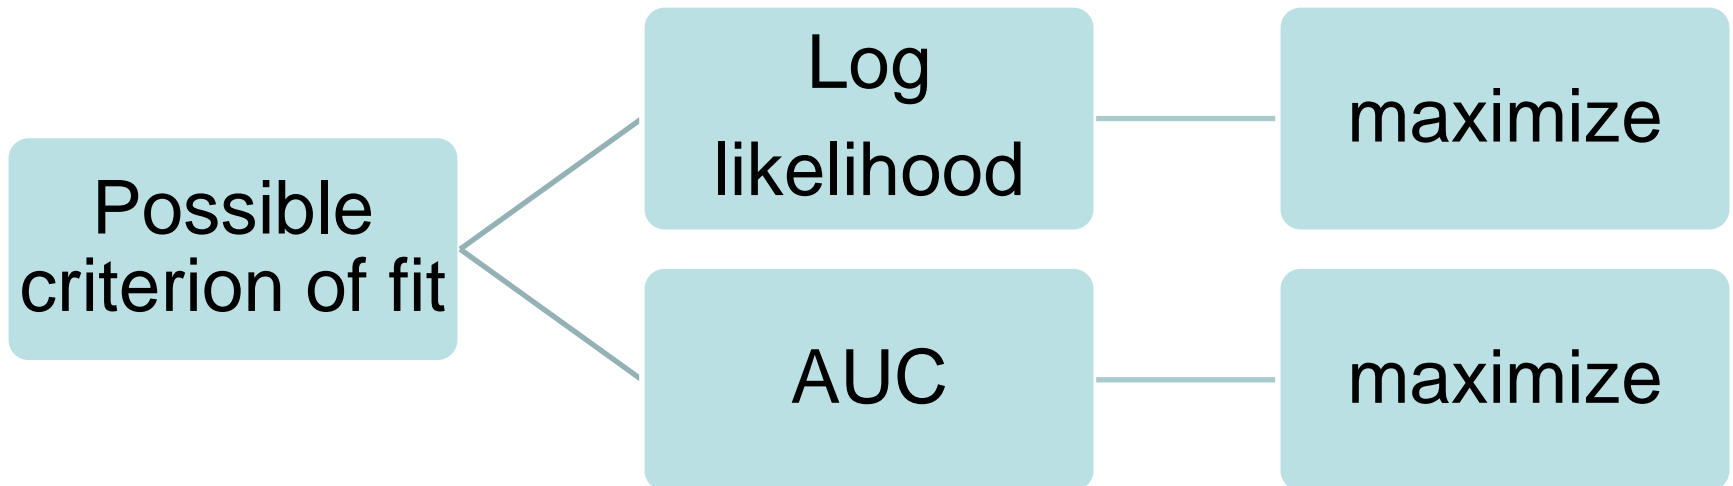 Possible
criterion of fit
Log
likelihood
maximize
AUC
maximize